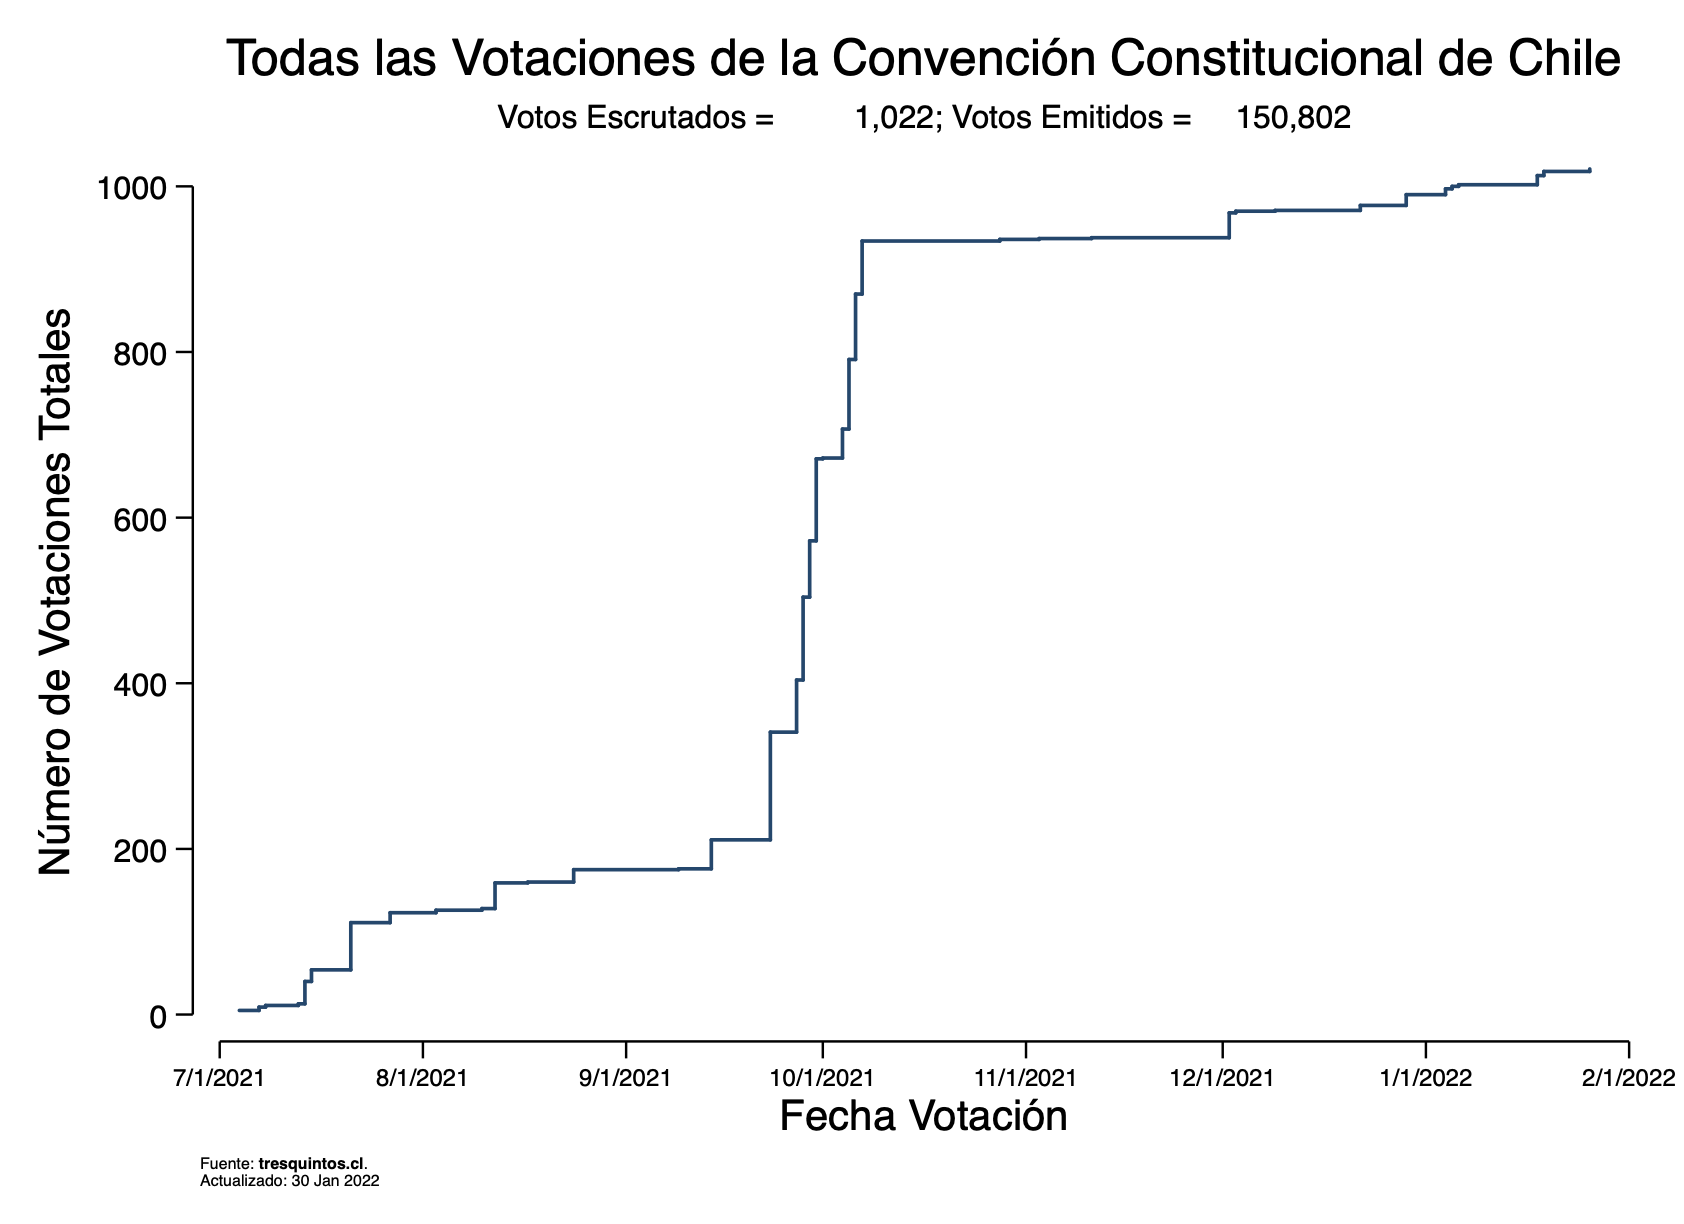 Todas las Votaciones de la Convención Constitucional de Chile
Votos Escrutados = 1,022; Votos Emitidos = 150,802
Número de Votaciones Totales
1000
800
600
400
200
0
7/1/2021 8/1/2021 9/1/2021 10/1/2021 11/1/2021 12/1/2021 1/1/2022 2/1/2022
Fecha Votación
Fuente: tresquintos.cl.
Actualizado: 30 Jan 2022